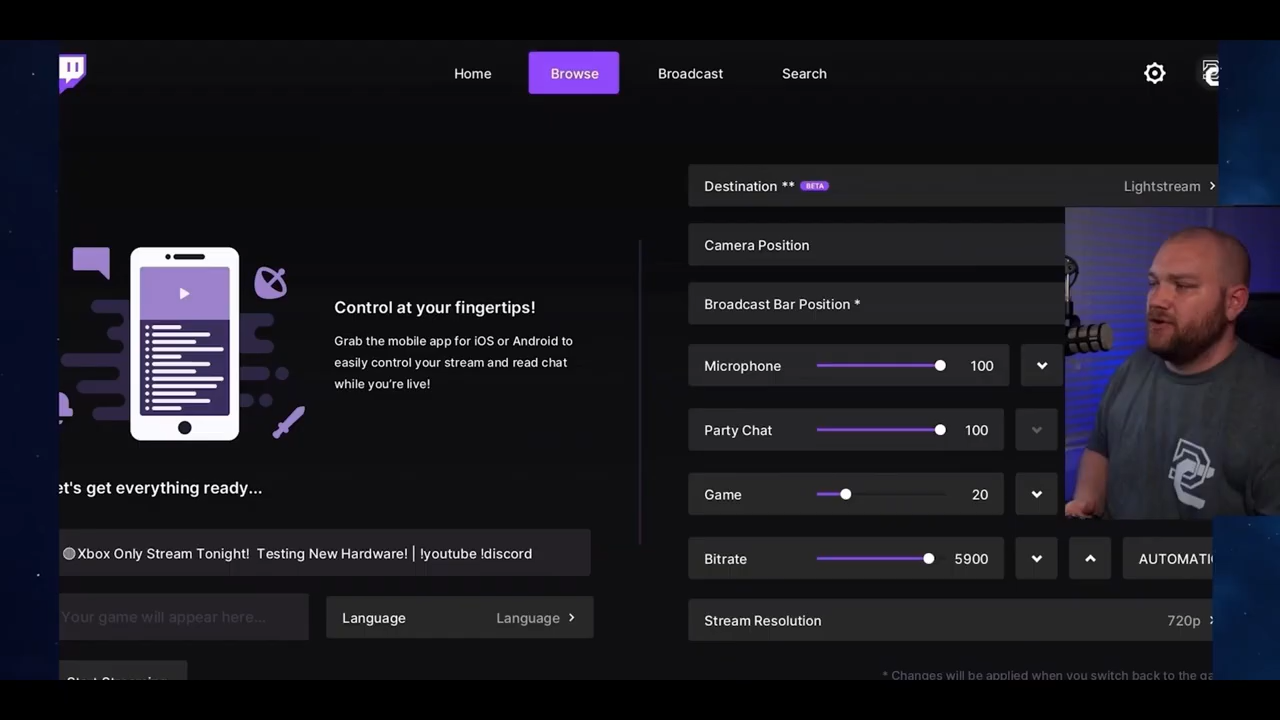 Home
Browse
Broadcast
Search
Destination ** BETA
Lightstream
Camera Position
Broadcast Bar Position *
Microphone
100
Party Chat
100
Game
20
Bitrate
5900
AUTOMATIC
Stream Resolution
720p
* Changes will be applied when you switch back to the ga
Control at your fingertips!
Grab the mobile app for iOS or Android to
easily control your stream and read chat
while you're live!
et's get everything ready...
Xbox Only Stream Tonight! Testing New Hardware! | !youtube !discord
Your game will appear here...
Language
Language
Start Streaming